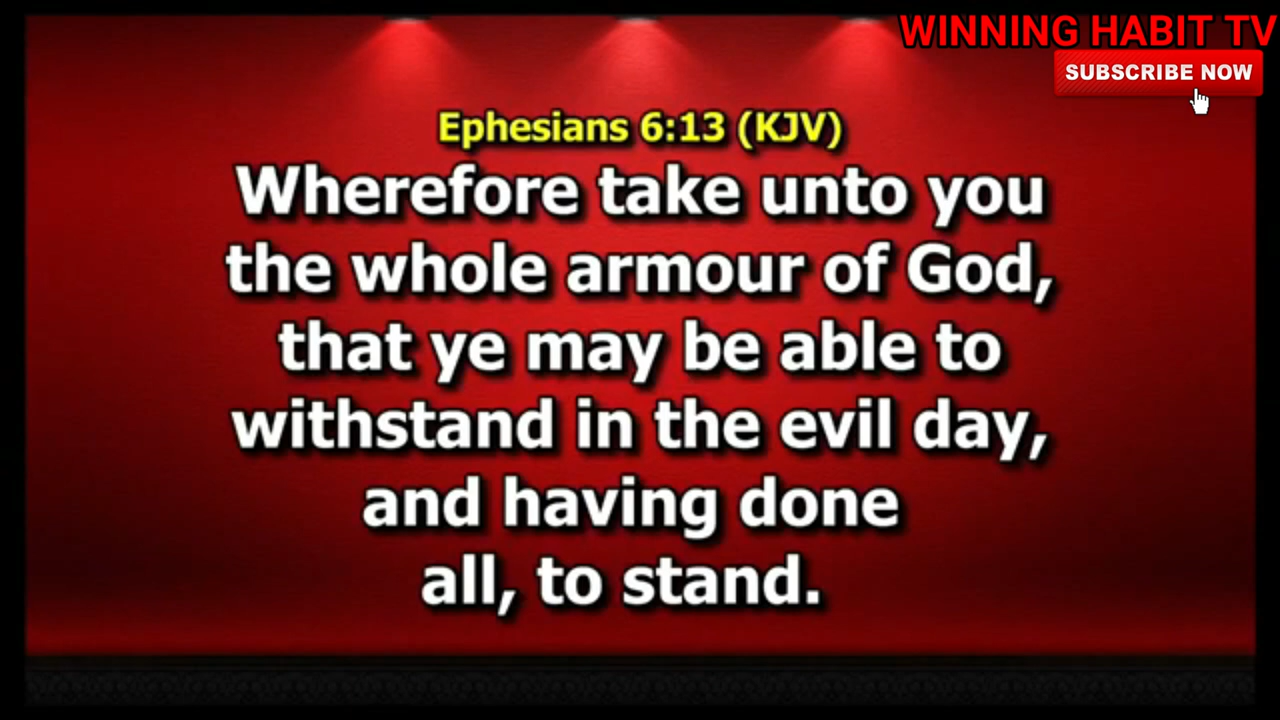 WINNING HABIT TV
SUBSCRIBE NOW
Ephesians 6:13 (KJV)
Wherefore take unto you
the whole armour of God,
that ye may be able to
withstand in the evil day,
and having done
all, to stand.